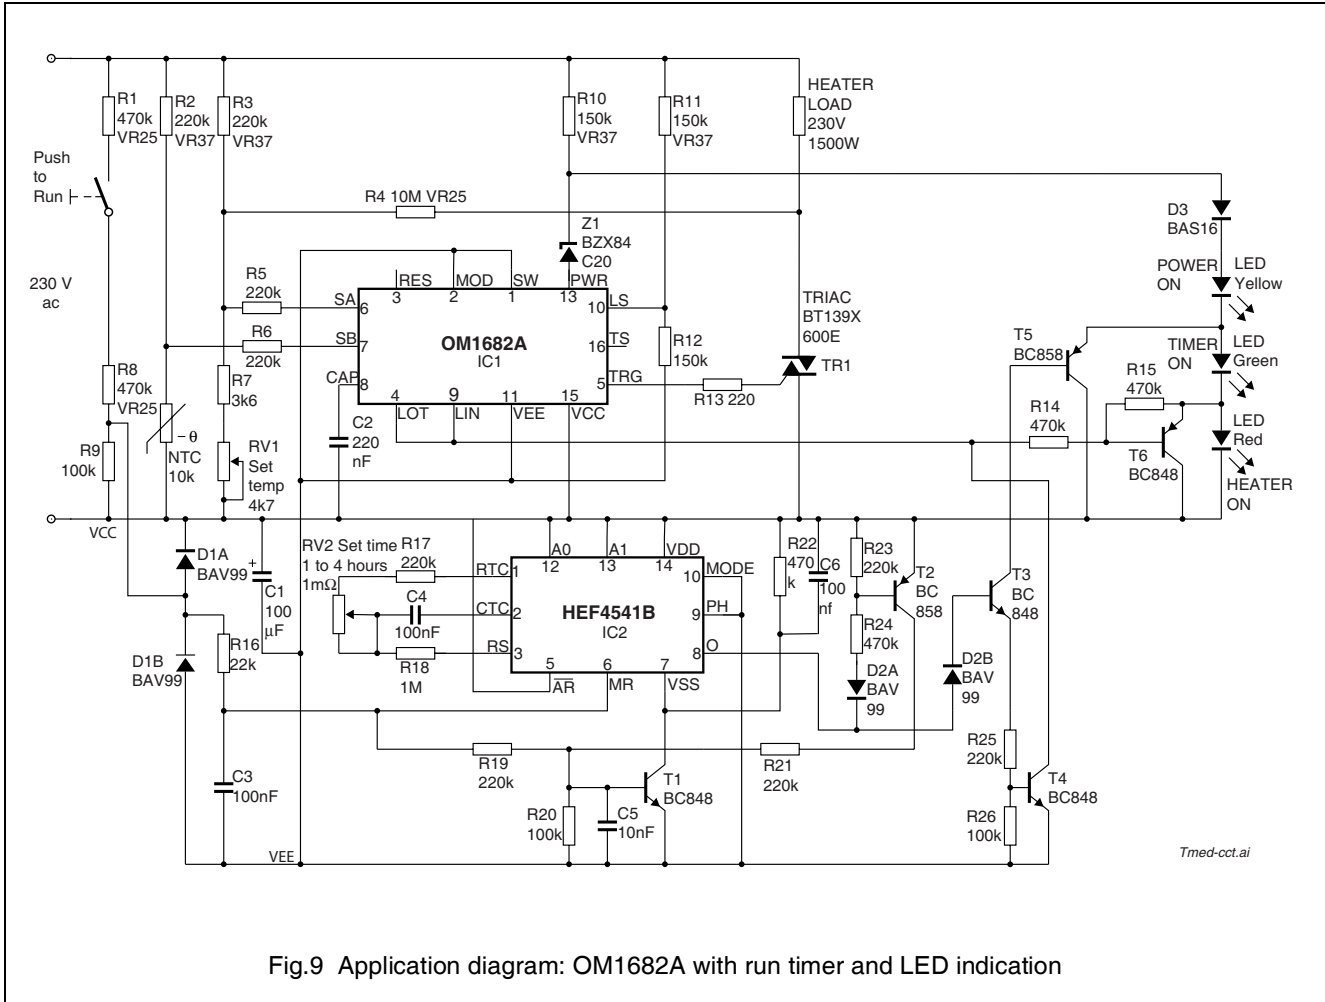 R1
470k
VR25
R2
220k
VR37
R3
220k
VR37
R10
150k
VR37
R11
150k
VR37
HEATER
LOAD
230V
1500W
Push
to
Run
R4 10M VR25
D3
BAS16
Z1
BZX84
C20
230 V
ac
R5
220k
RES
MOD
SW
PWR
3
2
1
13
SA
6
10
LS
R6
220k
SB
7
OM1682A
IC1
16
TS
CAP
8
5
TRG
4
9
11
15
LOT
LIN
VEE
VCC
R12
150k
R13 220
TRIAC
BT139X
600E
TR1
POWER
ON
LED
Yellow
T5
BC858
TIMER
ON
LED
Green
R15
470k
R14
470k
T6
BC848
LED
Red
HEATER
ON
R8
470k
VR25
R7
3k6
C2
220
nF
R9
100k
– θ
NTC
10k
RV1
Set
temp
4k7
VCC
D1A
BAV99
+
C1
100
μF
RV2 Set time
1 to 4 hours
1mΩ
R17
220k
RTC
1
A0
12
A1
13
VDD
14
10
MODE
C4
100nF
CTC
2
HEF4541B
IC2
9
PH
RS
3
8
O
R18
1M
5
6
7
AR
MR
VSS
R22
470
k
C6
100
nf
R23
220k
T2
BC
858
R24
470k
D2A
BAV
99
D2B
BAV
99
T3
BC
848
D1B
BAV99
R16
22k
R19
220k
R21
220k
R25
220k
C3
100nF
T1
BC848
T4
BC848
R20
100k
C5
10nF
R26
100k
VEE
Tmed-cct.ai
Fig.9 Application diagram: OM1682A with run timer and LED indication